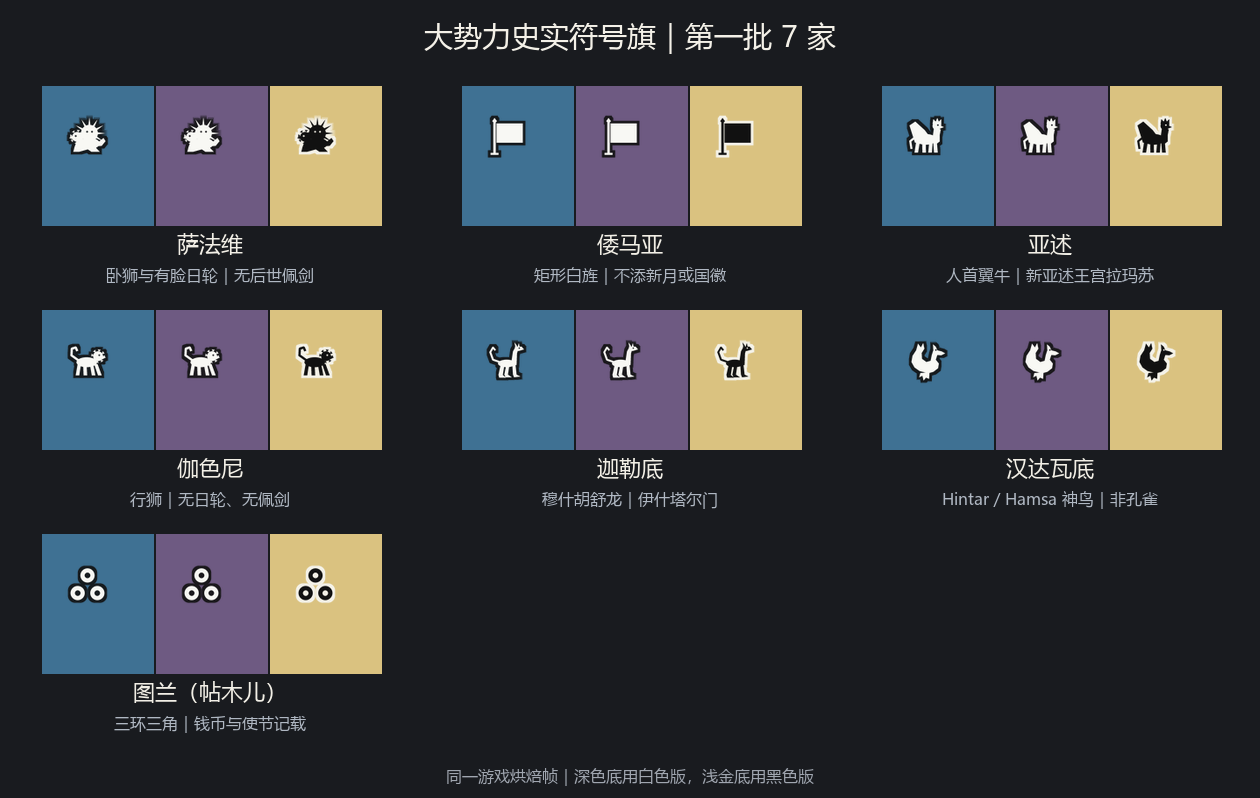 大势力史实符号旗｜第一批 7 家
萨法维
卧狮与有脸日轮｜无后世佩剑
倭马亚
矩形白旌｜不添新月或国徽
亚述
人首翼牛｜新亚述王宫拉玛苏
伽色尼
行狮｜无日轮、无佩剑
迦勒底
穆什胡舒龙｜伊什塔尔门
汉达瓦底
Hintar / Hamsa 神鸟｜非孔雀
图兰（帖木儿）
三环三角｜钱币与使节记载
同一游戏烘焙帧｜深色底用白色版，浅金底用黑色版